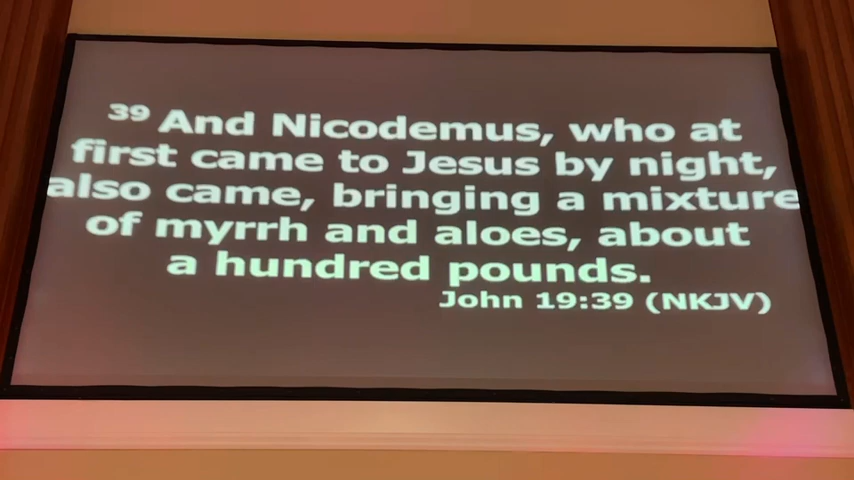 39 And Nicodemus, who at
first came to Jesus by night,
also came, bringing a mixture
of myrrh and aloes, about
a hundred pounds.
John 19:39 (NKJV)